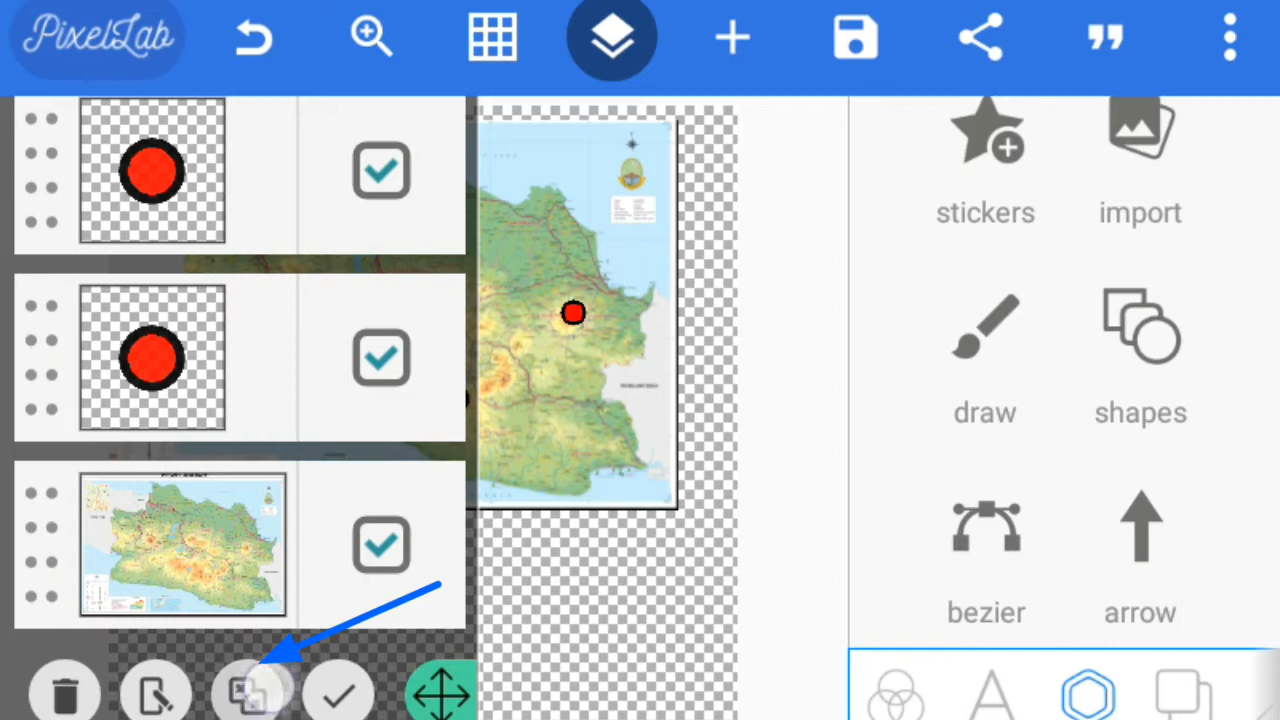 PixelLab
stickers
import
draw
shapes
bezier
arrow